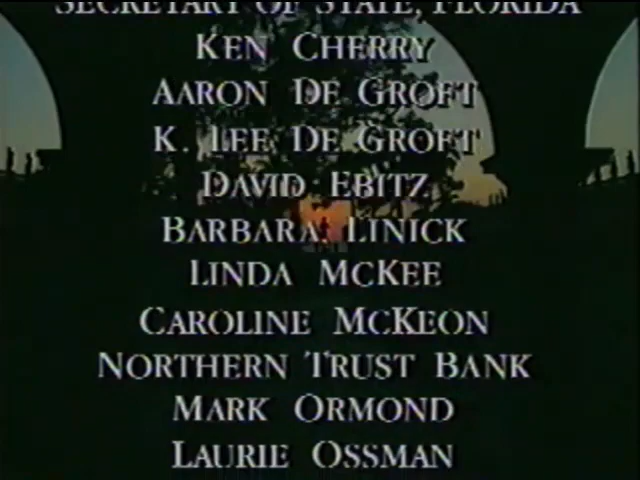 SECRETARY OF STATE, FLORIDA
KEN CHERRY
AARON DE GROFT
K. LEE DE GROFT
DAVID EBITZ
BARBARA LINICK
LINDA MCKEE
CAROLINE MCKEON
NORTHERN TRUST BANK
MARK ORMOND
LAURIE OSSMAN